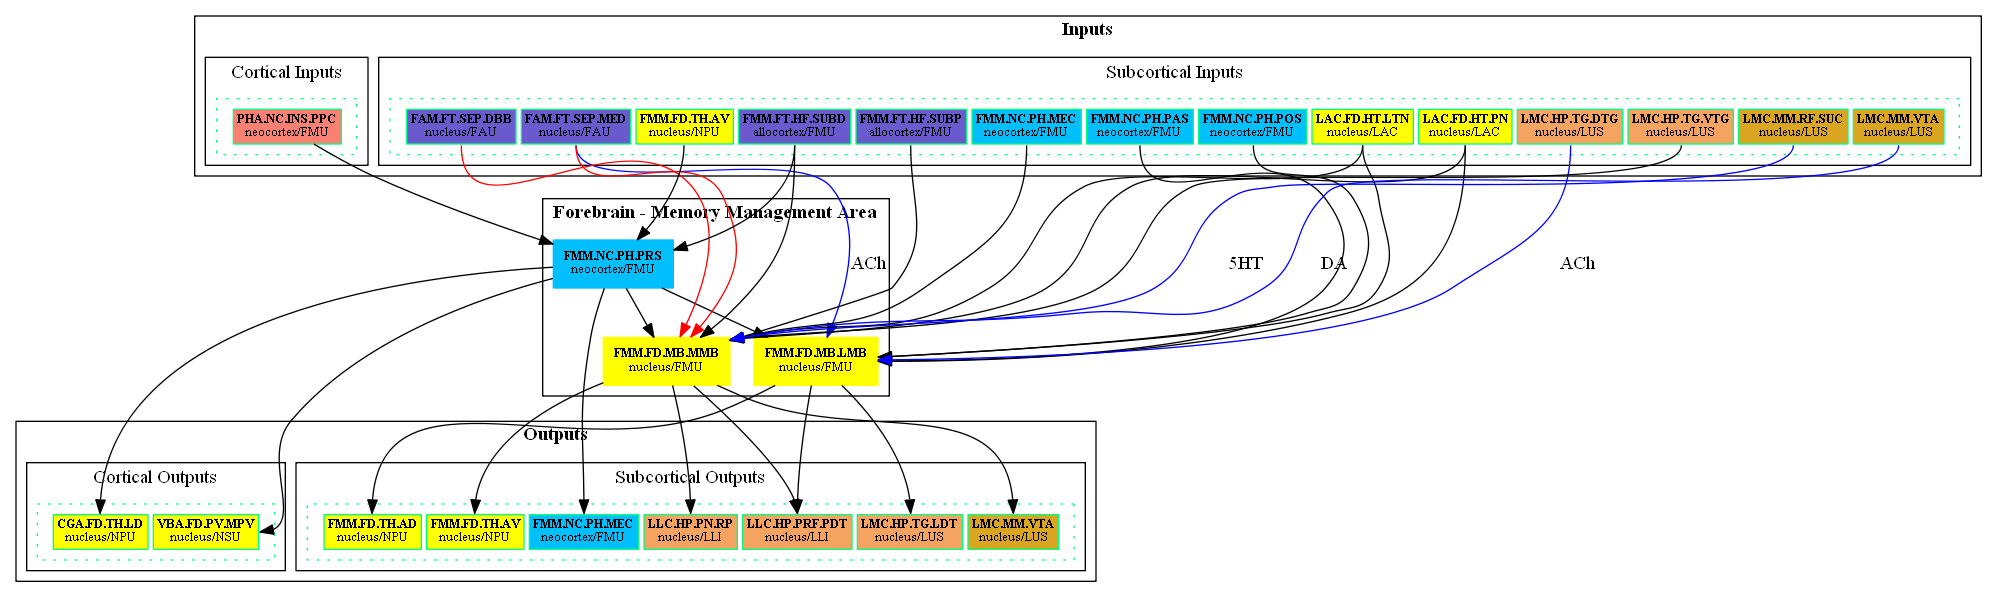 Inputs
Cortical Inputs
Subcortical Inputs
PHA.NC.INS.PPC
neocortex/FMU
FAM.FT.SEP.DBB
nucleus/FAU
FAM.FT.SEP.MED
nucleus/FAU
FMM.FD.TH.AV
nucleus/NPU
FMM.FT.HF.SUBD
allocortex/FMU
FMM.FT.HF.SUBP
allocortex/FMU
FMM.NC.PH.MEC
neocortex/FMU
FMM.NC.PH.PAS
neocortex/FMU
FMM.NC.PH.POS
neocortex/FMU
LAC.FD.HT.LTN
nucleus/LAC
LAC.FD.HT.PN
nucleus/LAC
LMC.HP.TG.DTG
nucleus/LUS
LMC.HP.TG.VTG
nucleus/LUS
LMC.MM.RF.SUC
nucleus/LUS
LMC.MM.VTA
nucleus/LUS
Forebrain - Memory Management Area
FMM.NC.PH.PRS
neocortex/FMU
ACh
5HT
DA
ACh
FMM.FD.MB.MMB
nucleus/FMU
FMM.FD.MB.LMB
nucleus/FMU
Outputs
Cortical Outputs
Subcortical Outputs
CGA.FD.TH.LD
nucleus/NPU
VBA.FD.PV.MPV
nucleus/NSU
FMM.FD.TH.AD
nucleus/NPU
FMM.FD.TH.AV
nucleus/NPU
FMM.NC.PH.MEC
neocortex/FMU
LLC.HP.PN.RP
nucleus/LLI
LLC.HP.PRF.PDT
nucleus/LLI
LMC.HP.TG.LDT
nucleus/LUS
LMC.MM.VTA
nucleus/LUS